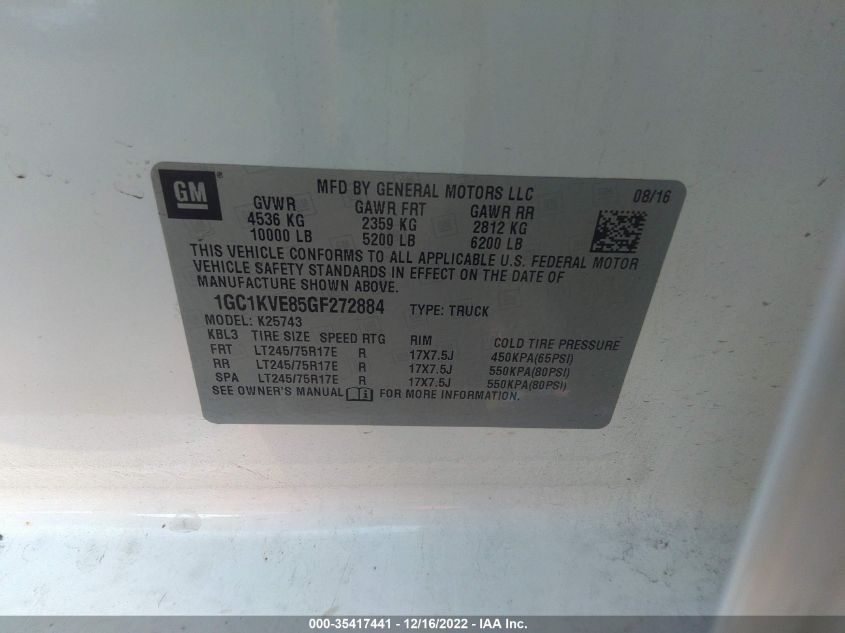 GM
MFD BY GENERAL MOTORS LLC 08/16
GVWR GAWR FRT GAWR RR
4536 KG 2359 KG 2812 KG
10000 LB 5200 LB 6200 LB
THIS VEHICLE CONFORMS TO ALL APPLICABLE U.S. FEDERAL MOTOR
VEHICLE SAFETY STANDARDS IN EFFECT ON THE DATE OF
MANUFACTURE SHOWN ABOVE.
1GC1KVE85GF272884 TYPE: TRUCK
MODEL: K25743
KBL3 TIRE SIZE SPEED RTG RIM COLD TIRE PRESSURE
FRT LT245/75R17E R 17X7.5J 450KPA(65PSI)
RR LT245/75R17E R 17X7.5J 550KPA(80PSI)
SPA LT245/75R17E R 17X7.5J 550KPA(80PSI)
SEE OWNER'S MANUAL FOR MORE INFORMATION.
000-35417441 - 12/16/2022 - IAA Inc.